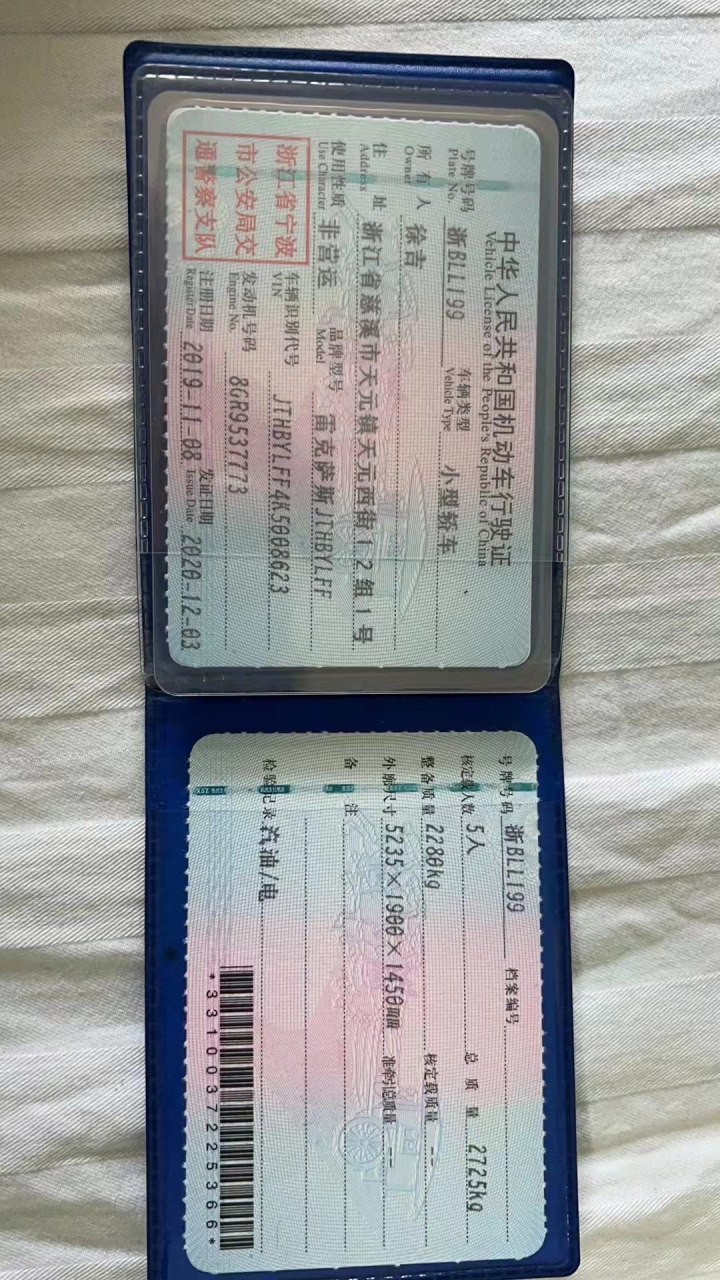 中华人民共和国机动车行驶证
Vehicle License of the People's Republic of China
号牌号码 浙BLL199 车辆类型 小型轿车
Plate No. Vehicle Type
所有人 徐吉
Owner
住址 浙江省慈溪市天元镇天元西街12组1号
Address
使用性质 非营运 品牌型号 雷克萨斯JTHBYLFF
Use Character Model
浙江省宁波
市公安局交
通警察支队
车辆识别代号 JTHBYLFF4K5008623
VIN
发动机号码 8GR9537773
Engine No.
注册日期 2019-11-08 发证日期 2020-12-03
Register Date Issue Date
号牌号码 浙BLL199 档案编号
核定载人数 5人 总质量 2725kg
整备质量 2280kg 核定载质量 --
外廓尺寸 5235×1900×1450mm 准牵引总质量 --
备注
检验记录 汽油/电
*3310037225366*